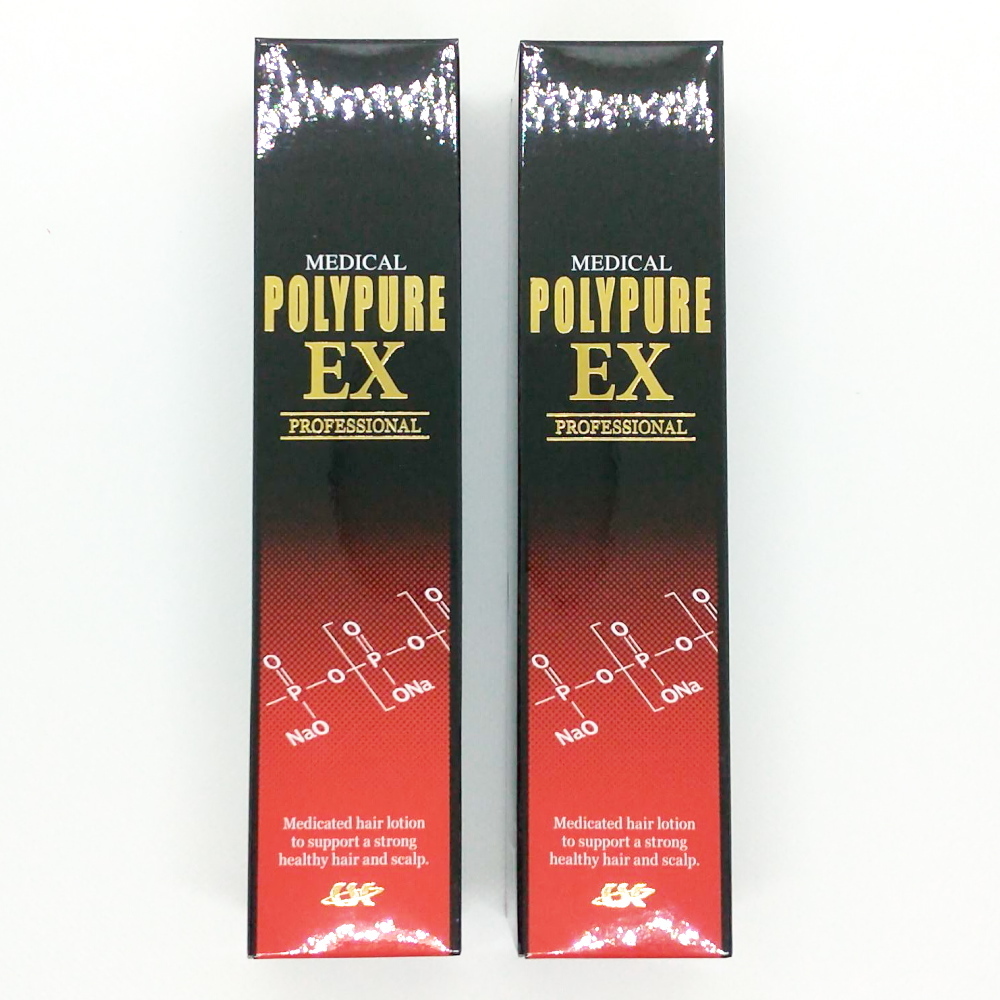 MEDICAL
POLYPURE
EX
PROFESSIONAL
O
O
P
O
P
O
O
ONa
NaO
Medicated hair lotion
to support a strong
healthy hair and scalp.
MEDICAL
POLYPURE
EX
PROFESSIONAL
O
O
P
O
P
O
O
ONa
NaO
Medicated hair lotion
to support a strong
healthy hair and scalp.